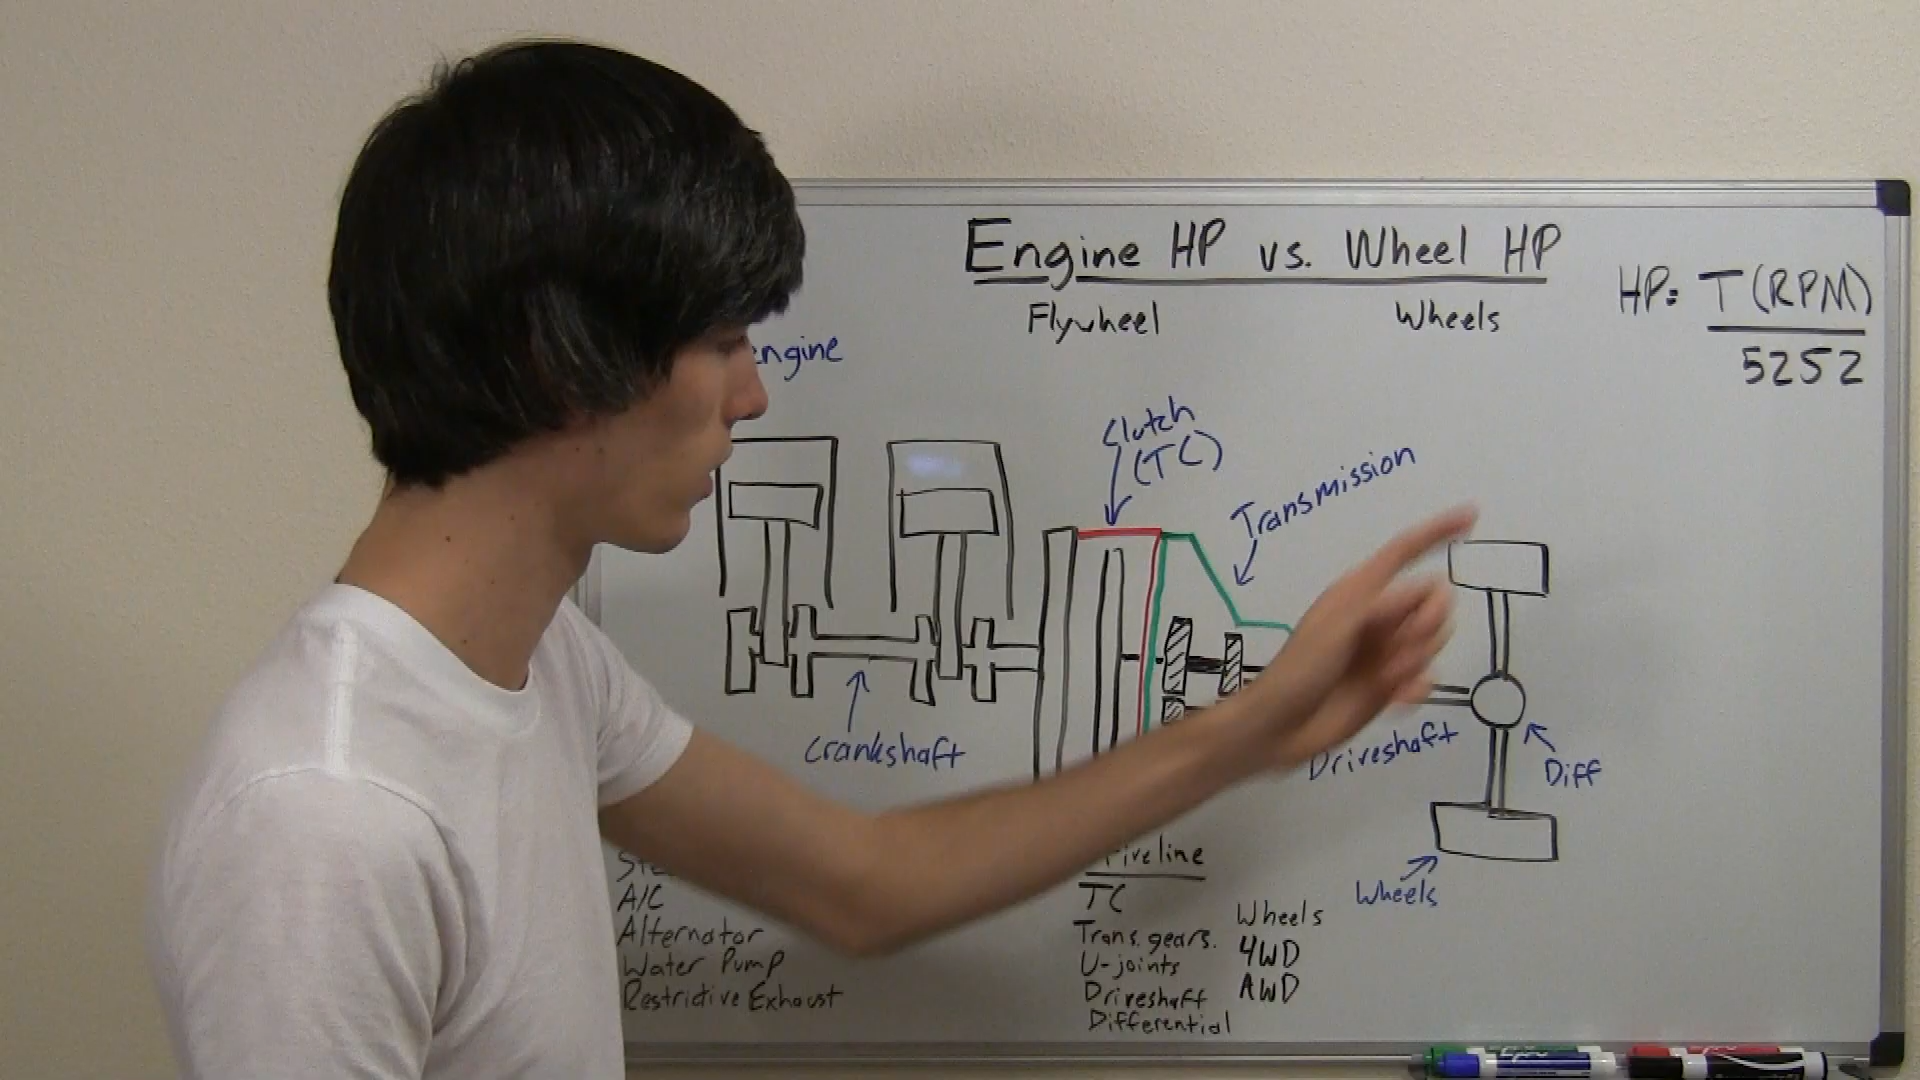 Engine HP vs. Wheel HP
Flywheel
Wheels
HP: T(RPM)
5252
Clutch
(TC)
Transmission
Crankshaft
Driveshaft
Diff
Wheels
A/C
Alternator
Water Pump
Restrictive Exhaust
TC
Trans. gears.
U-joints
Driveshaft
Differential
Wheels
4WD
AWD